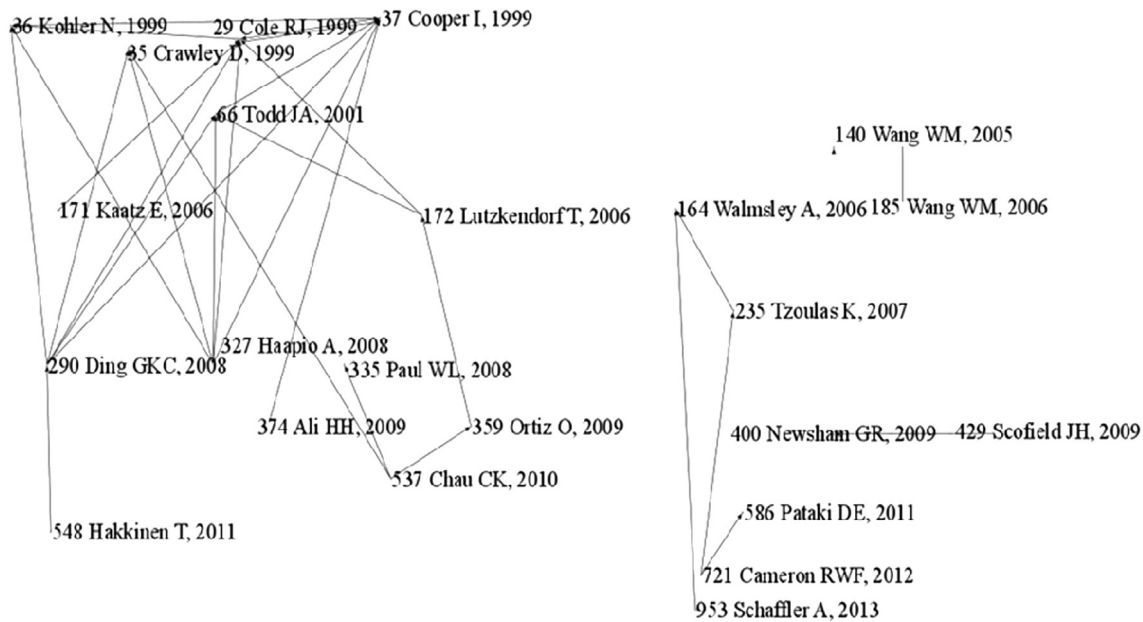 36 Kohler N, 1999
29 Cole RJ, 1999
37 Cooper I, 1999
35 Crawley D, 1999
66 Todd JA, 2001
140 Wang WM, 2005
171 Kaatz E, 2006
172 Lutzkendorf T, 2006
164 Walmsley A, 2006
185 Wang WM, 2006
235 Tzoulas K, 2007
327 Haapio A, 2008
290 Ding GKC, 2008
335 Paul WL, 2008
374 Ali HH, 2009
359 Ortiz O, 2009
400 Newsham GR, 2009
429 Scofield JH, 2009
537 Chau CK, 2010
586 Pataki DE, 2011
548 Hakkinen T, 2011
721 Cameron RWF, 2012
953 Schaffler A, 2013